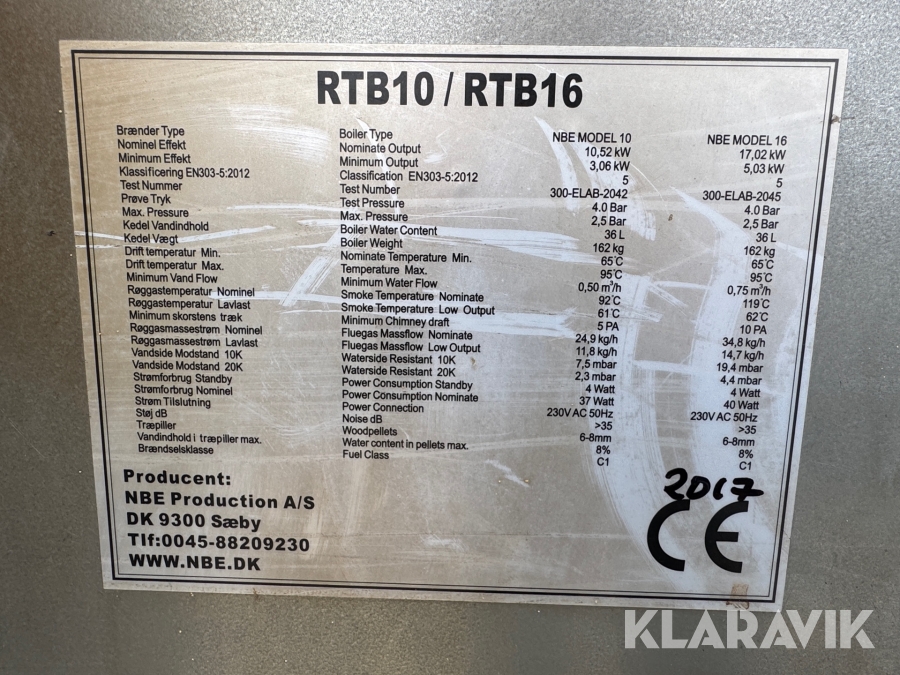 KLARAVIK
RTB10 / RTB16
Brænder Type Boiler Type NBE MODEL 10 NBE MODEL 16
Nominel Effekt Nominate Output 10,52 kW 17,02 kW
Minimum Effekt Minimum Output 3,06 kW 5,03 kW
Klassificering EN303-5:2012 Classification EN303-5:2012 5 5
Test Nummer Test Number 300-ELAB-2042 300-ELAB-2045
Prøve Tryk Test Pressure 4.0 Bar 4.0 Bar
Max. Pressure Max. Pressure 2,5 Bar 2,5 Bar
Kedel Vandindhold Boiler Water Content 36 L 36 L
Kedel Vægt Boiler Weight 162 kg 162 kg
Drift temperatur Min. Nominate Temperature Min. 65°C 65°C
Drift temperatur Max. Temperature Max. 95°C 95°C
Minimum Vand Flow Minimum Water Flow 0,50 m³/h 0,75 m³/h
Røggastemperatur Nominel Smoke Temperature Nominate 92°C 119°C
Røggastemperatur Lavlast Smoke Temperature Low Output 61°C 62°C
Minimum skorstens træk Minimum Chimney draft 5 PA 10 PA
Røggasmassestrøm Nominel Fluegas Massflow Nominate 24,9 kg/h 34,8 kg/h
Røggasmassestrøm Lavlast Fluegas Massflow Low Output 11,8 kg/h 14,7 kg/h
Vandside Modstand 10K Waterside Resistant 10K 7,5 mbar 19,4 mbar
Vandside Modstand 20K Waterside Resistant 20K 2,3 mbar 4,4 mbar
Strømforbrug Standby Power Consumption Standby 4 Watt 4 Watt
Strømforbrug Nominel Power Consumption Nominate 37 Watt 40 Watt
Strøm Tilslutning Power Connection 230V AC 50Hz 230V AC 50Hz
Støj dB Noise dB >35 >35
Træpiller Woodpellets 6-8mm 6-8mm
Vandindhold i træpiller max. Water content in pellets max. 8% 8%
Brændselsklasse Fuel Class C1 C1
Producent:
NBE Production A/S
DK 9300 Sæby
Tlf:0045-88209230
WWW.NBE.DK
2017
CE
KLARAVIK